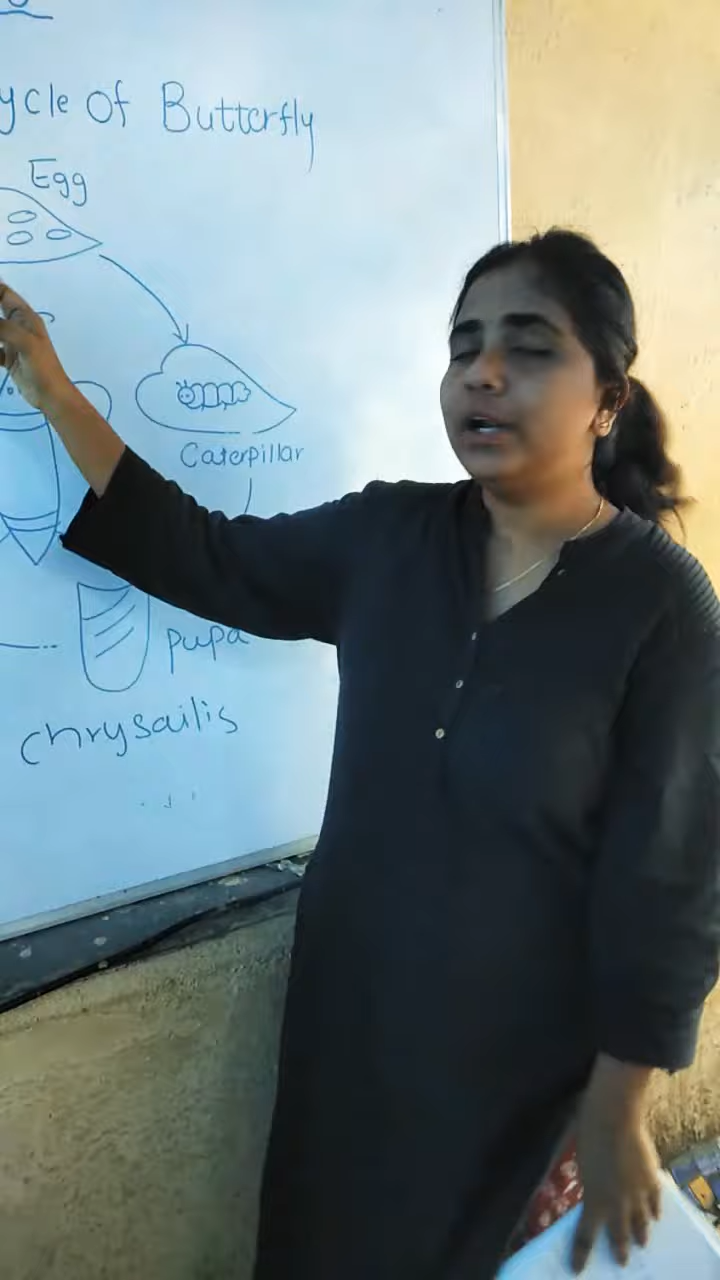 ycle Of Butterfly
Egg
Caterpillar
pupa
chrysailis